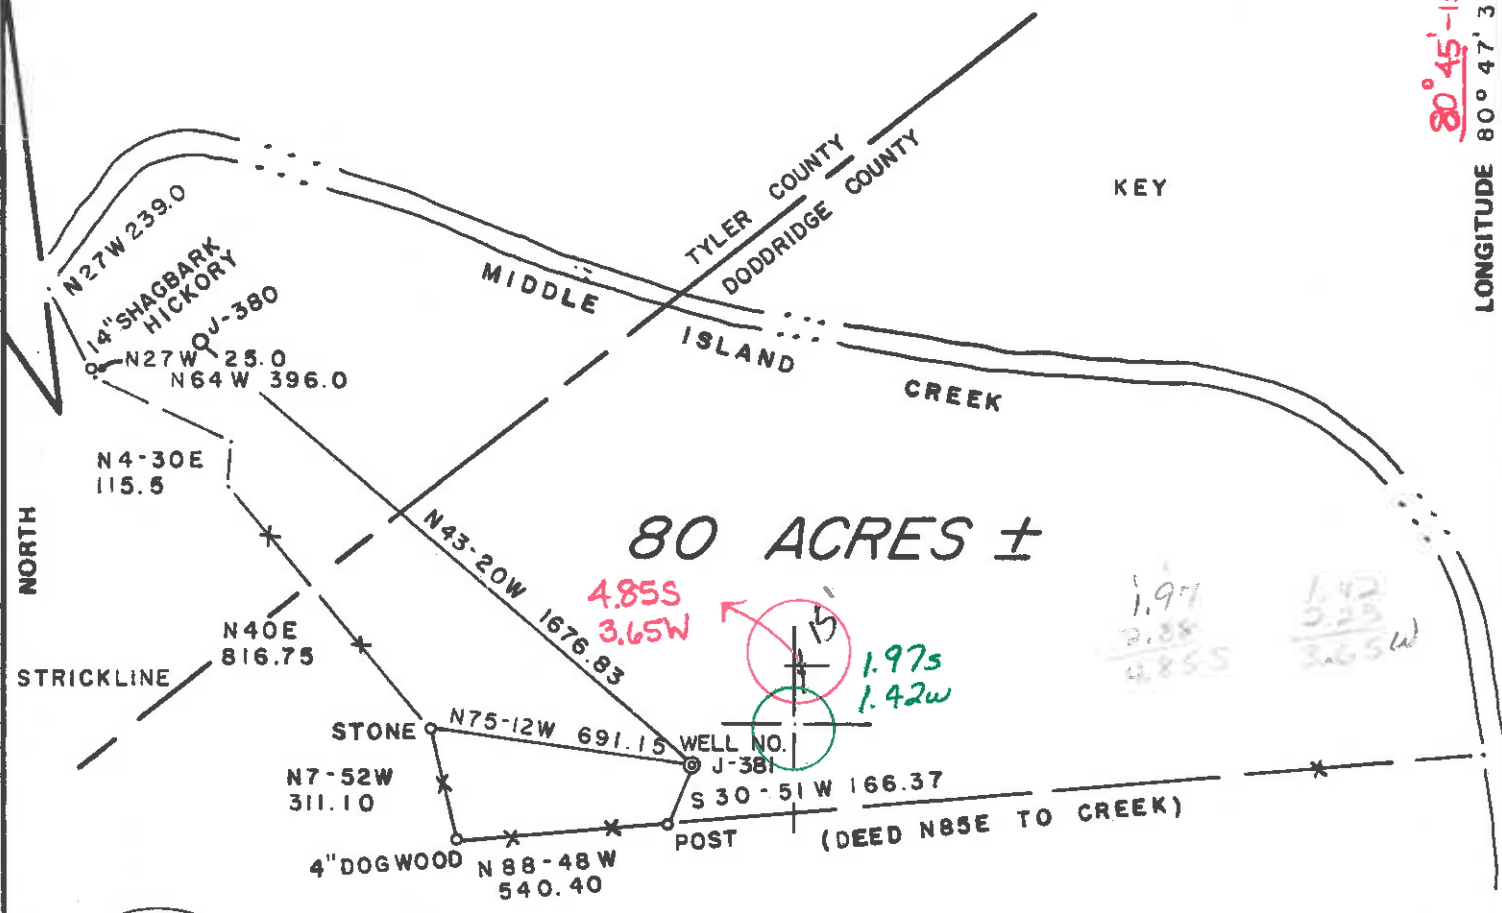 80° 45'
LONGITUDE 80° 47' 3
KEY
TYLER COUNTY
DODDRIDGE COUNTY
N27W 239.0
14" SHAGBARK
HICKORY
J-380
N27W 25.0
N64W 396.0
MIDDLE ISLAND CREEK
N4-30E
115.5
NORTH
N43-20W 1676.83
80 ACRES ±
4.85S
3.65W
15'
1.97s
1.42w
1.97
2.88
4.85S
1.42
2.23
3.65W
N40E
816.75
STRICKLINE
STONE
N75-12W 691.15
WELL NO.
J-381
N7-52W
311.10
S 30-51 W 166.37
POST
(DEED N85E TO CREEK)
4" DOGWOOD
N 88-48 W
540.40